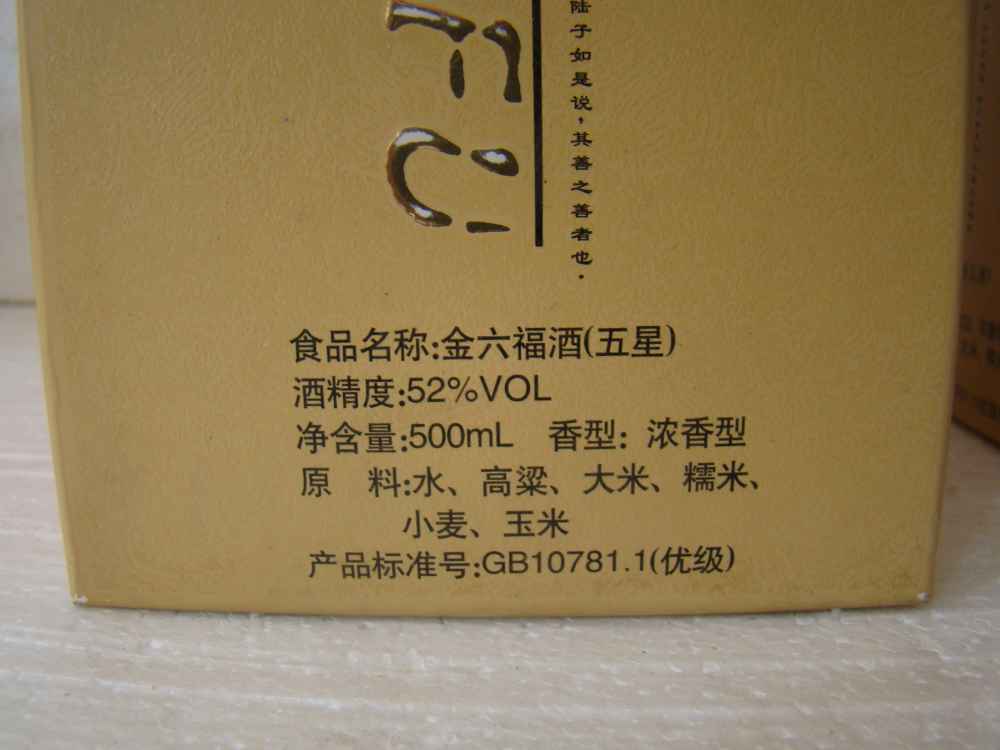 陆子如是说,其善之善者也.
食品名称:金六福酒(五星)
酒精度:52%VOL
净含量:500mL 香型: 浓香型
原 料:水、高粱、大米、糯米、
小麦、玉米
产品标准号:GB10781.1(优级)